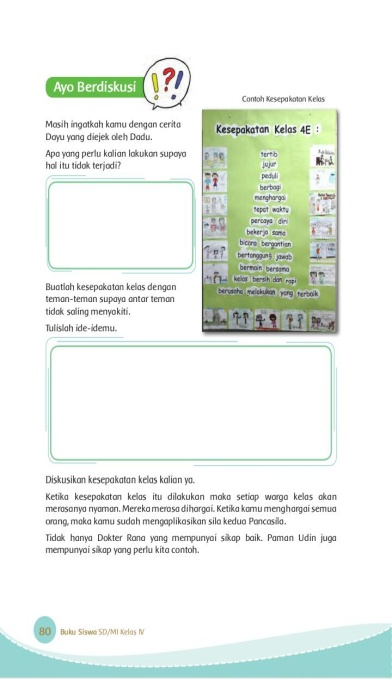 Ayo Berdiskusi
Contoh Kesepakatan Kelas
Masih ingatkah kamu dengan cerita
Dayu yang diejek oleh Dadu.
Apa yang perlu kalian lakukan supaya
hal itu tidak terjadi?
Kesepakatan Kelas 4E :
tertib
jujur
peduli
berbagi
menghargai
tepat waktu
percaya diri
bekerja sama
bicara bergantian
bertanggung jawab
bermain bersama
kelas bersih dan rapi
berusaha melakukan yang terbaik
Buatlah kesepakatan kelas dengan
teman-teman supaya antar teman
tidak saling menyakiti.
Tulislah ide-idemu.
Diskusikan kesepakatan kelas kalian ya.
Ketika kesepakatan kelas itu dilakukan maka setiap warga kelas akan
merasanya nyaman. Mereka merasa dihargai. Ketika kamu menghargai semua
orang, maka kamu sudah mengaplikasikan sila kedua Pancasila.
Tidak hanya Dokter Rana yang mempunyai sikap baik. Paman Udin juga
mempunyai sikap yang perlu kita contoh.
80 Buku Siswa SD/MI Kelas IV